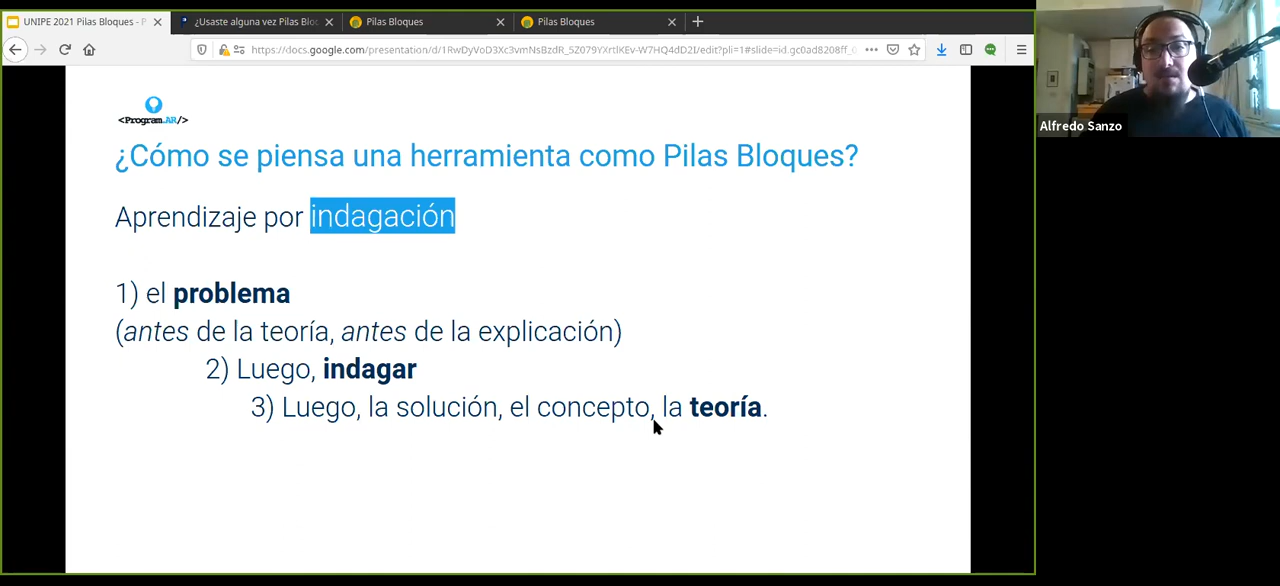 UNIPE 2021 Pilas Bloques - P
¿Usaste alguna vez Pilas Bloc
Pilas Bloques
Pilas Bloques
https://docs.google.com/presentation/d/1RwDyVoD3Xc3vmNsBzdR_5Z079YXrtlKEv-W7HQ4dD2I/edit?pli=1#slide=id.gc0ad8208ff_0
Alfredo Sanzo
<Program.AR/>
¿Cómo se piensa una herramienta como Pilas Bloques?
Aprendizaje por indagación
1) el problema
(antes de la teoría, antes de la explicación)
2) Luego, indagar
3) Luego, la solución, el concepto, la teoría.